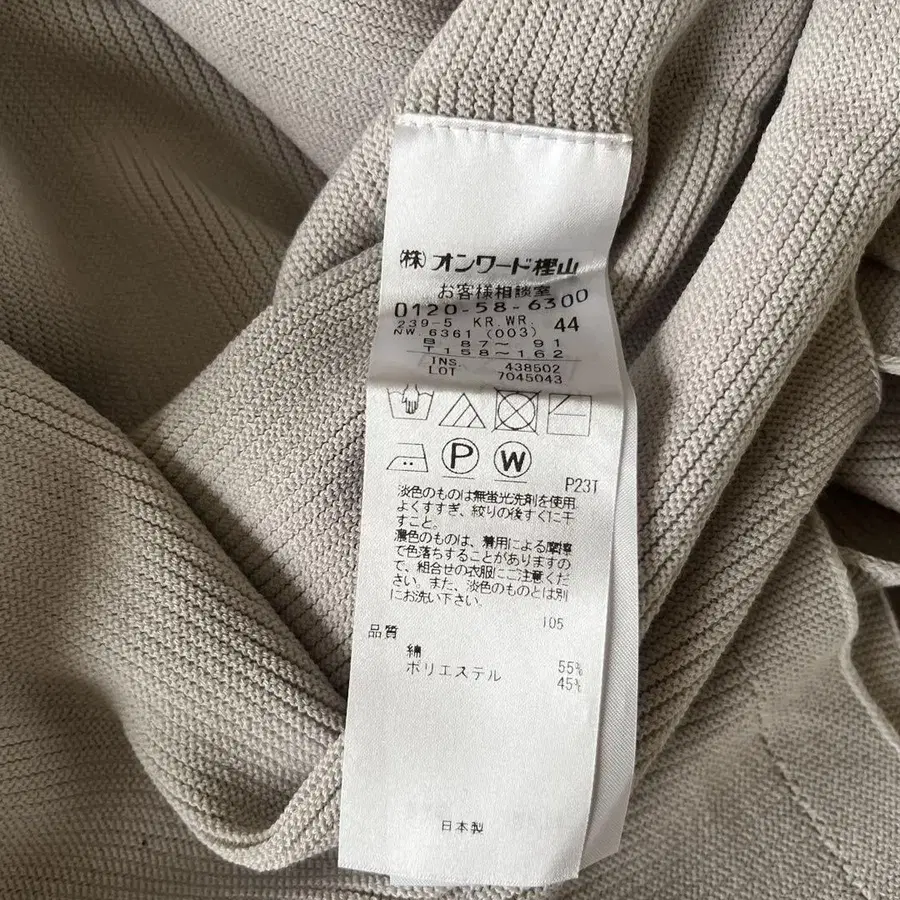 ㈱オンワード樫山
お客様相談室
0120-58-6300
239-5 KR.WR. 44
NW. 6361 (003)
B 87～ 91
T 158～162
INS. 438502
LOT 7045043
P W
P23T
淡色のものは無蛍光洗剤を使用
よくすすぎ、絞りの後すぐに干
すこと。
濃色のものは、着用による摩擦
で色落ちすることがありますの
で、組合せの衣服にご注意くだ
さい。また、淡色のものとは別
にお洗い下さい。
105
品質
綿 55%
ポリエステル 45%
日本製